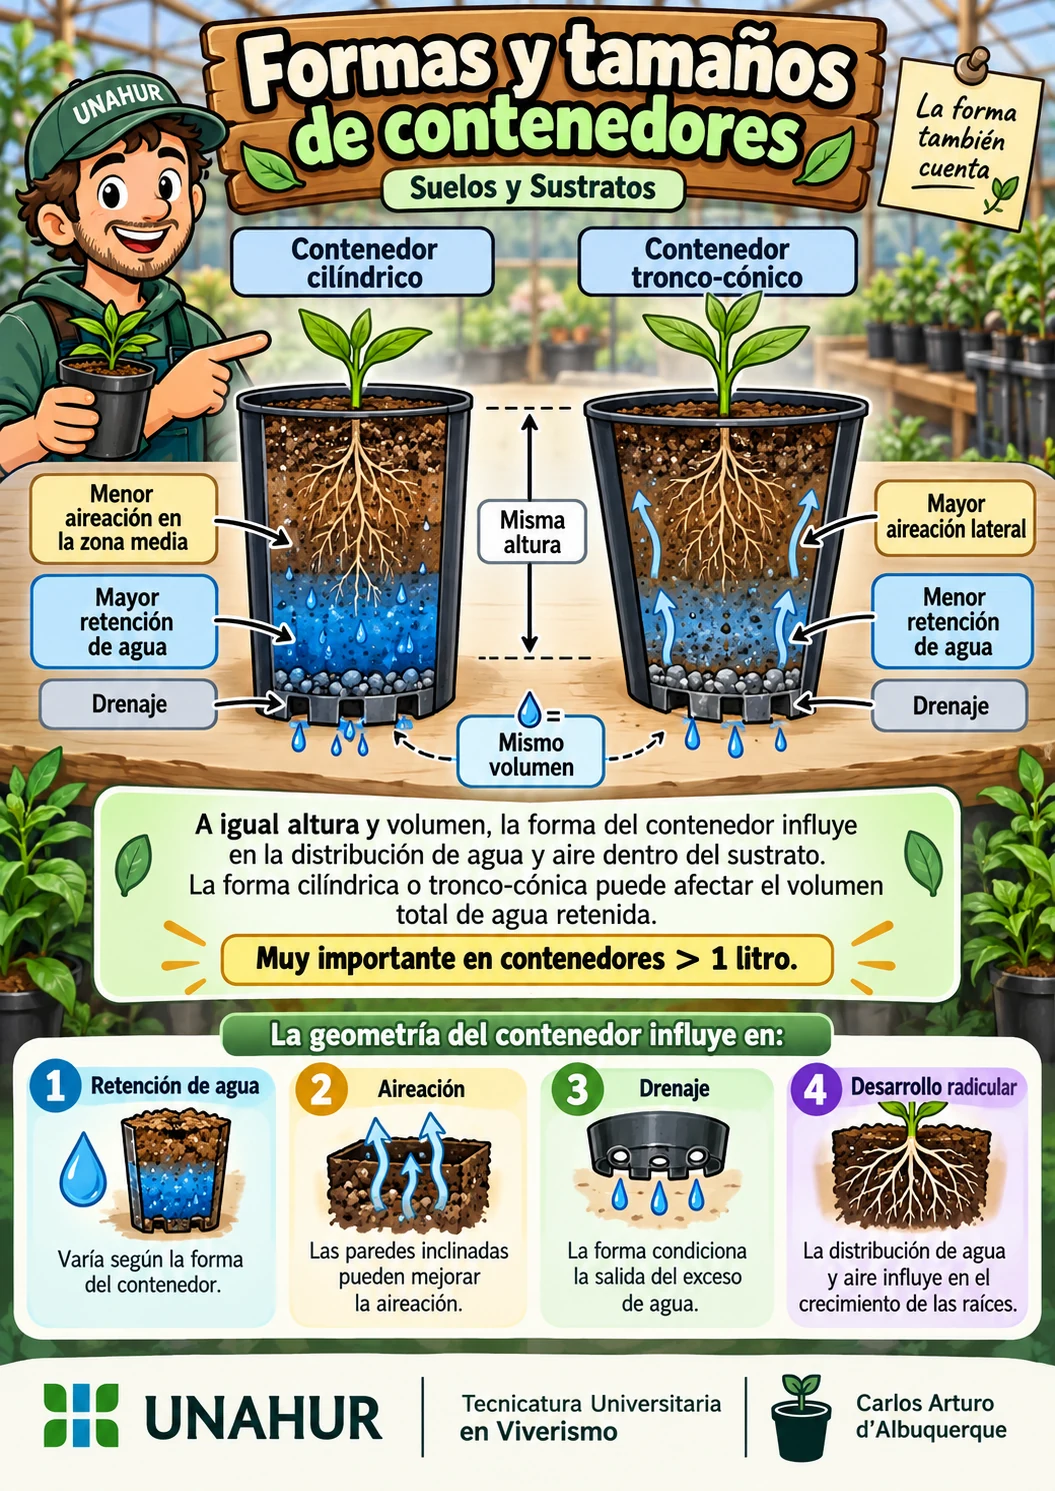 Formas y tamaños
de contenedores
Suelos y Sustratos
UNAHUR
La forma
también
cuenta
Contenedor
cilíndrico
Contenedor
tronco-cónico
Menor
aireación en
la zona media
Mayor
retención
de agua
Drenaje
Misma
altura
=
Mismo
volumen
Mayor
aireación lateral
Menor
retención
de agua
Drenaje
A igual altura y volumen, la forma del contenedor influye
en la distribución de agua y aire dentro del sustrato.
La forma cilíndrica o tronco-cónica puede afectar el volumen
total de agua retenida.
Muy importante en contenedores > 1 litro.
La geometría del contenedor influye en:
1 Retención de agua
Varía según la forma
del contenedor.
2 Aireación
Las paredes inclinadas
pueden mejorar
la aireación.
3 Drenaje
La forma condiciona
la salida del exceso
de agua.
4 Desarrollo radicular
La distribución de agua
y aire influye en el
crecimiento de las raíces.
UNAHUR
Tecnicatura Universitaria
en Viverismo
Carlos Arturo
d'Albuquerque